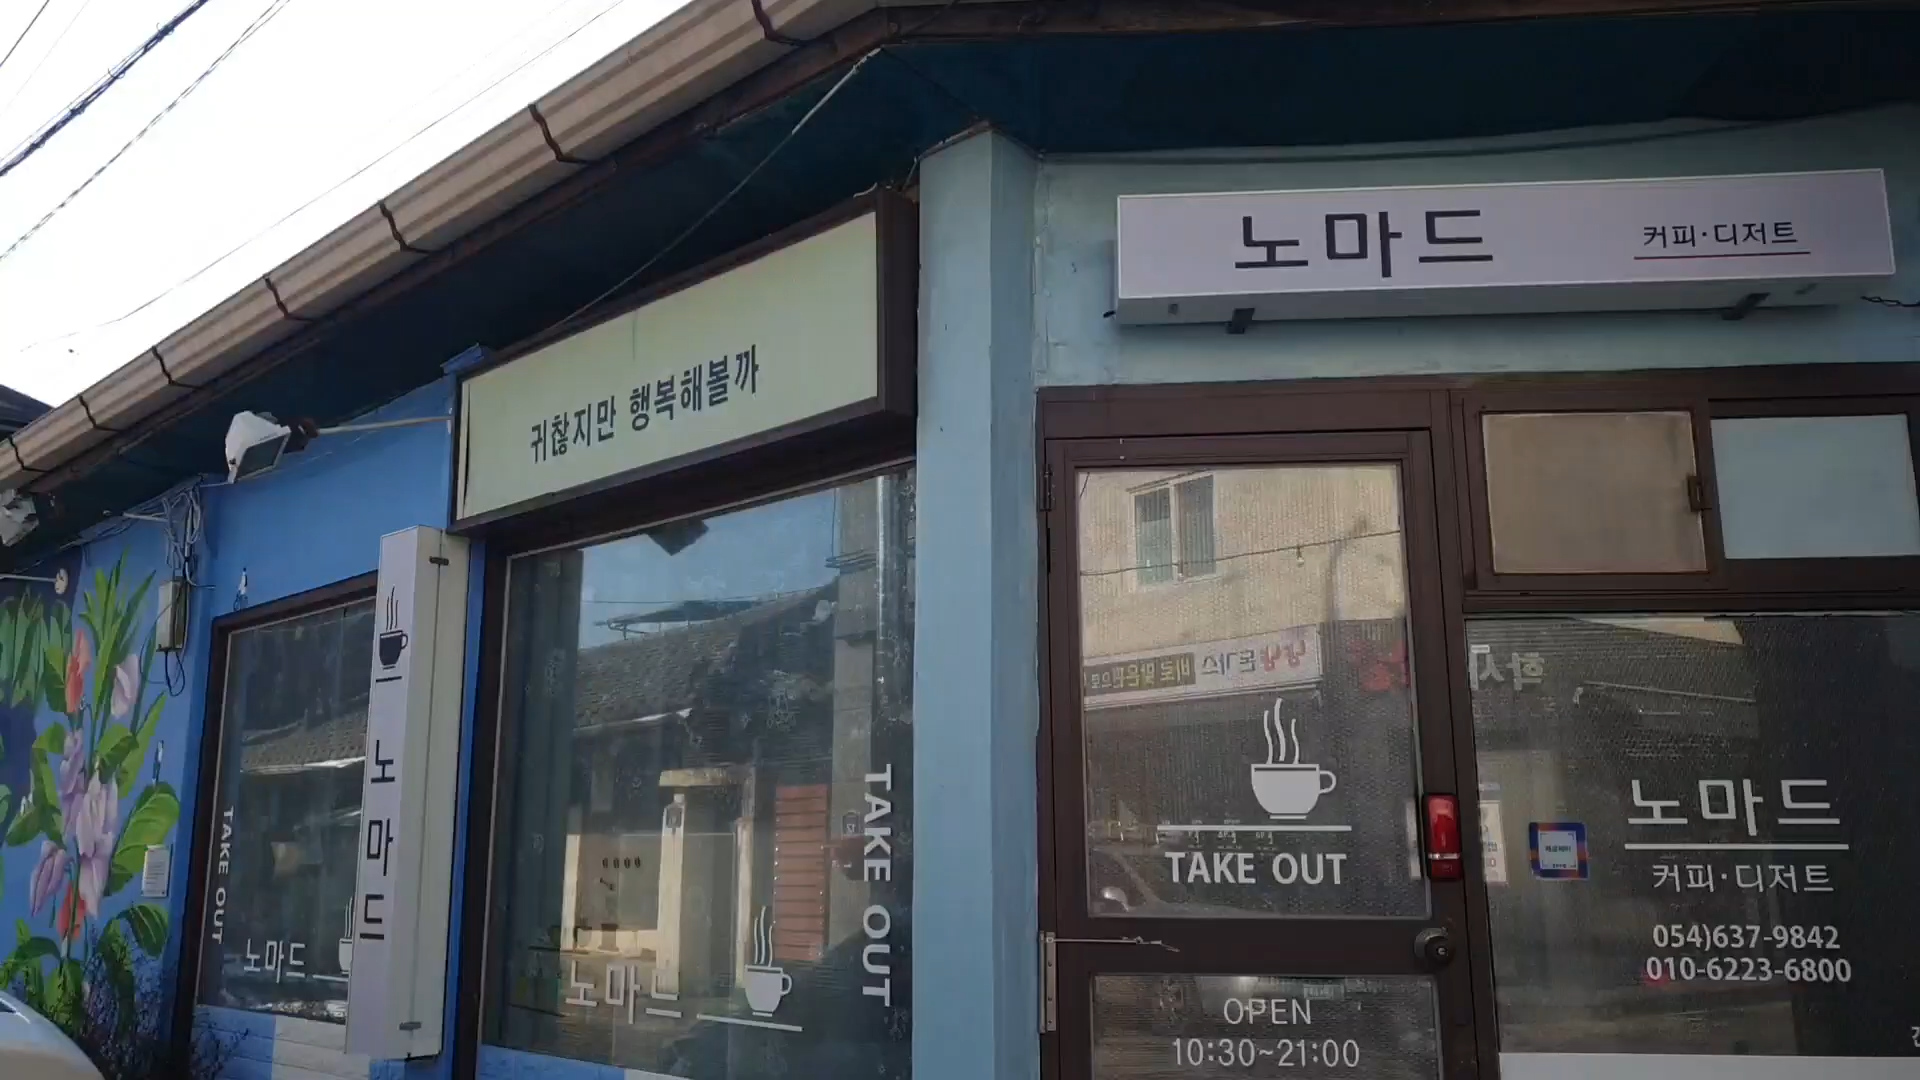 노마드
커피·디저트
귀찮지만 행복해볼까
노마드
TAKE OUT
노마드
TAKE OUT
노마드
TAKE OUT
OPEN
10:30~21:00
노마드
커피·디저트
054)637-9842
010-6223-6800